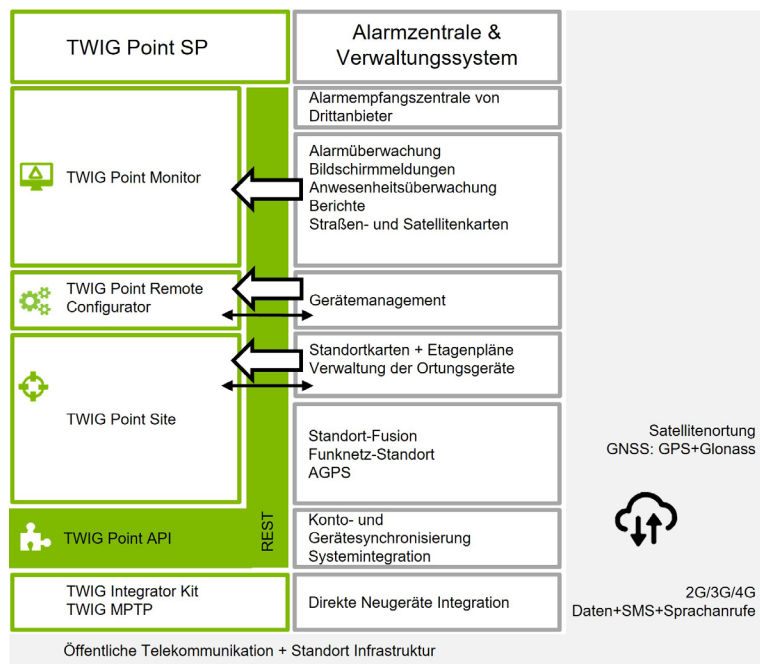 TWIG Point SP
Alarmzentrale &
Verwaltungssystem
Alarmempfangszentrale von
Drittanbieter
TWIG Point Monitor
Alarmüberwachung
Bildschirmmeldungen
Anwesenheitsüberwachung
Berichte
Straßen- und Satellitenkarten
TWIG Point Remote
Configurator
Gerätemanagement
Standortkarten + Etagenpläne
Verwaltung der Ortungsgeräte
TWIG Point Site
Standort-Fusion
Funknetz-Standort
AGPS
Satellitenortung
GNSS: GPS+Glonass
TWIG Point API
REST
Konto- und
Gerätesynchronisierung
Systemintegration
TWIG Integrator Kit
TWIG MPTP
Direkte Neugeräte Integration
2G/3G/4G
Daten+SMS+Sprachanrufe
Öffentliche Telekommunikation + Standort Infrastruktur